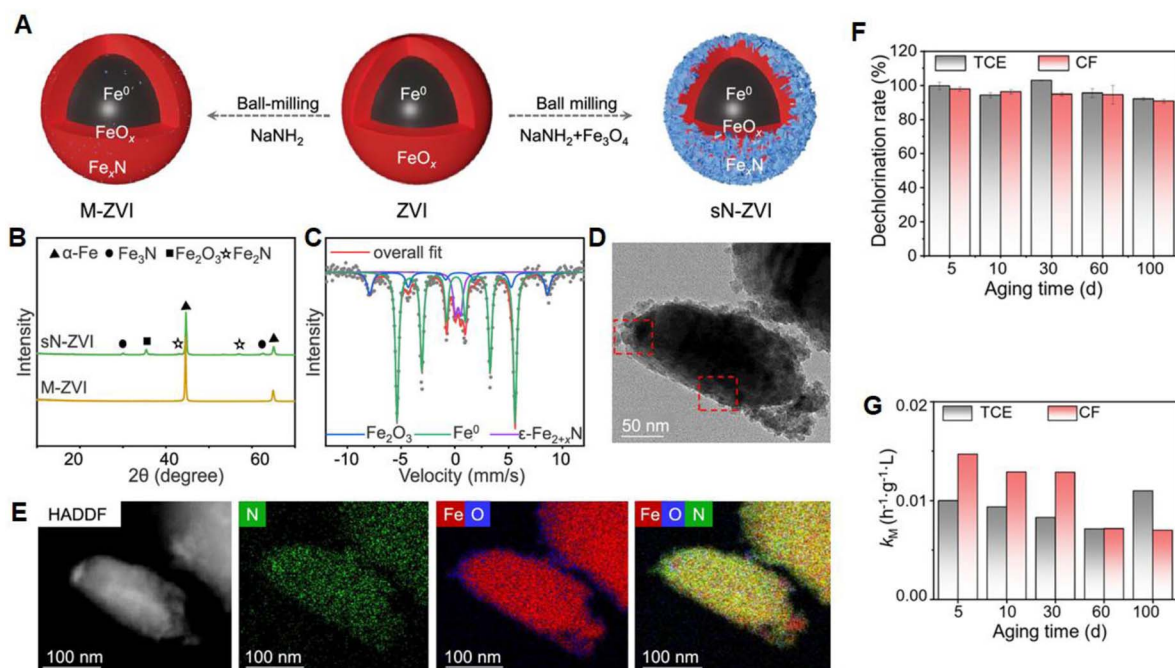 A
Fe⁰
FeOₓ
FeₓN
M-ZVI
Ball-milling
NaNH₂
Fe⁰
FeOₓ
ZVI
Ball milling
NaNH₂+Fe₃O₄
Fe⁰
FeOₓ
FeₓN
sN-ZVI
B
▲ α-Fe ● Fe₃N ■ Fe₂O₃ ☆ Fe₂N
Intensity
sN-ZVI
M-ZVI
20 40 60
2θ (degree)
C
overall fit
Intensity
Fe₂O₃ Fe⁰ ε-Fe₂₊ₓN
-10 -5 0 5 10
Velocity (mm/s)
D
50 nm
E
HADDF
100 nm
N
100 nm
Fe O
100 nm
Fe O N
100 nm
F
TCE CF
Dechlorination rate (%)
120
100
80
60
40
20
0
5 10 30 60 100
Aging time (d)
G
TCE CF
k_M (h⁻¹·g⁻¹·L)
0.02
0.01
0.00
5 10 30 60 100
Aging time (d)